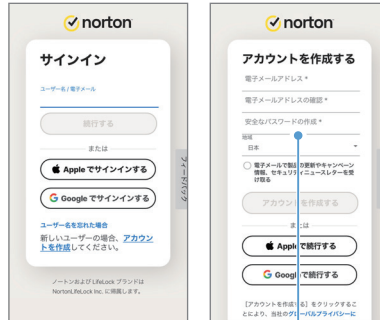 norton
サインイン
ユーザー名 / 電子メール
続行する
または
Apple でサインインする
Google でサインインする
ユーザー名を忘れた場合
新しいユーザーの場合、アカウン
トを作成してください。
ノートンおよび LifeLock ブランドは
NortonLifeLock Inc. に帰属します。
フィードバック
norton
アカウントを作成する
電子メールアドレス *
電子メールアドレスの確認 *
安全なパスワードの作成 *
地域
日本
電子メールで製品の更新やキャンペーン
情報、セキュリティニュースレターを受
け取る
アカウントを作成する
または
Apple で続行する
Google で続行する
[アカウントを作成する] をクリックするこ
とにより、当社のグローバルプライバシーに
フィードバック